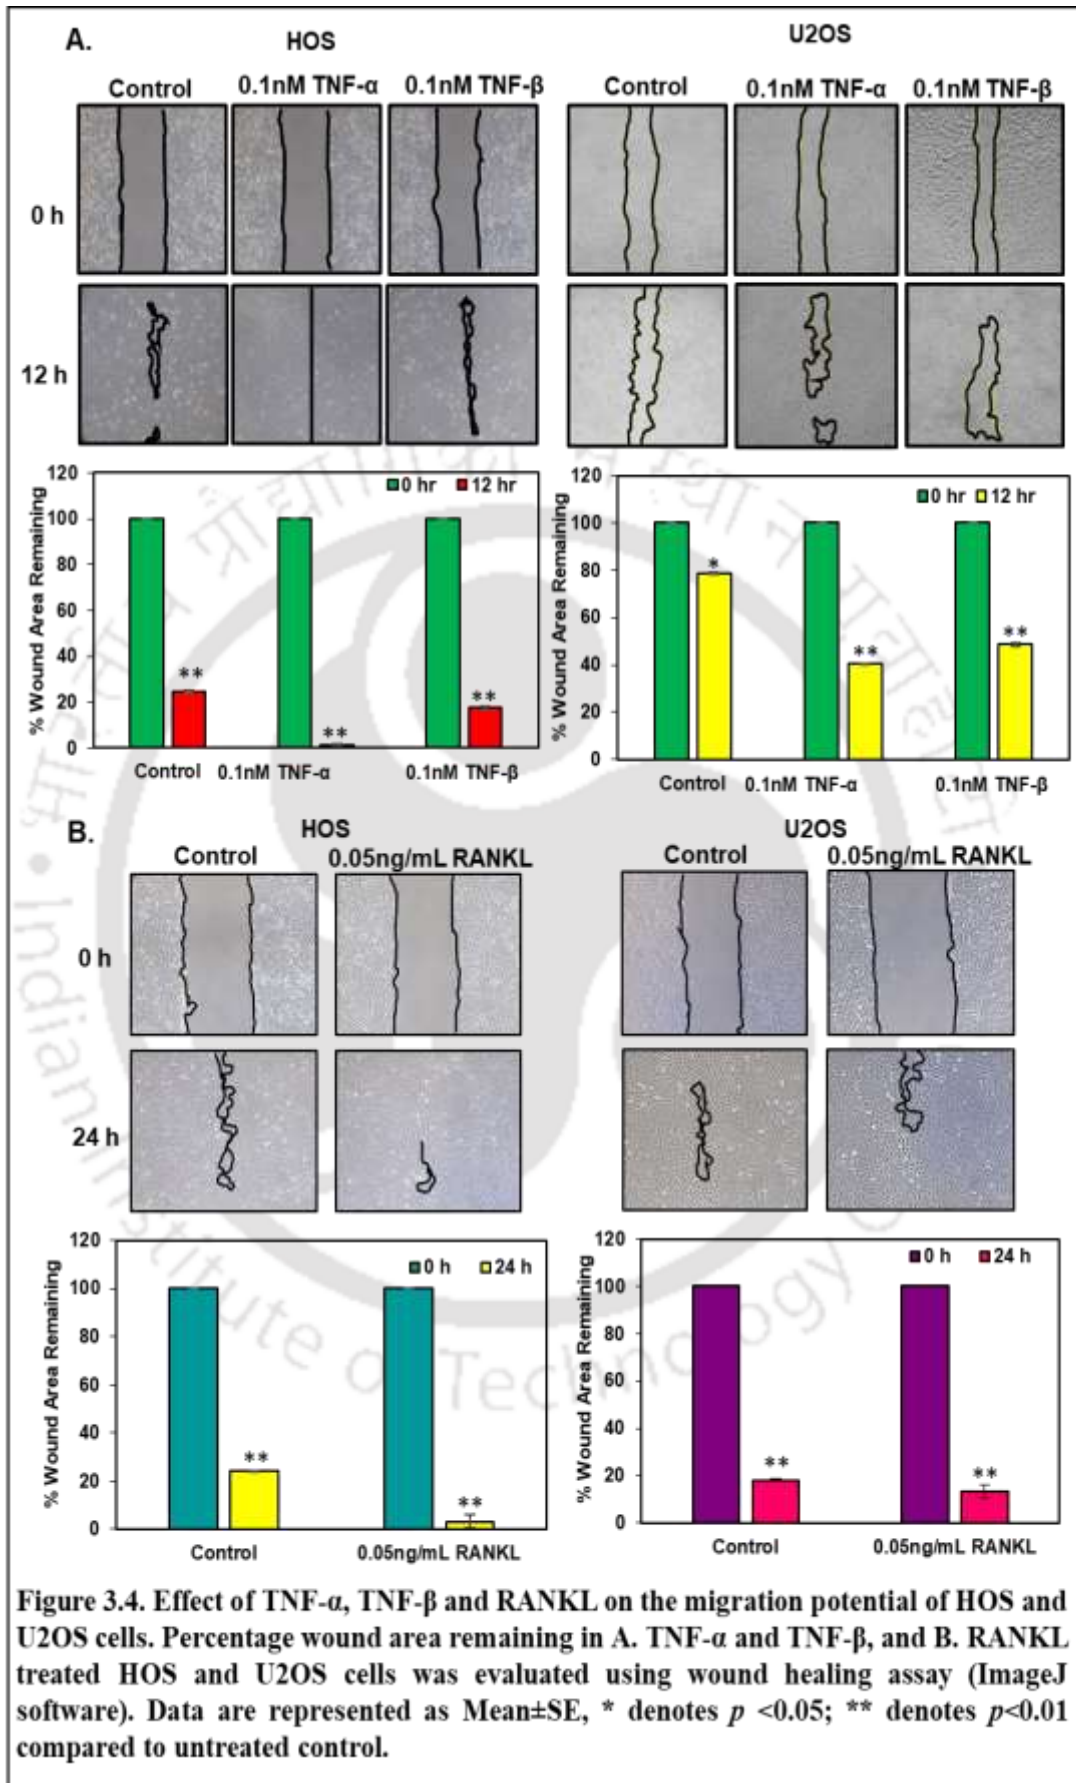 A.
HOS
U2OS
Control 0.1nM TNF-α 0.1nM TNF-β
Control 0.1nM TNF-α 0.1nM TNF-β
0 h
12 h
% Wound Area Remaining
120
100
80
60
40
20
0
0 hr 12 hr
**
**
**
Control 0.1nM TNF-α 0.1nM TNF-β
% Wound Area Remaining
120
100
80
60
40
20
0
0 hr 12 hr
*
**
**
Control 0.1nM TNF-α 0.1nM TNF-β
B.
HOS
U2OS
Control 0.05ng/mL RANKL
Control 0.05ng/mL RANKL
0 h
24 h
% Wound Area Remaining
120
100
80
60
40
20
0
0 h 24 h
**
**
Control 0.05ng/mL RANKL
% Wound Area Remaining
120
100
80
60
40
20
0
0 h 24 h
**
**
Control 0.05ng/mL RANKL
Indian Institute of Technology
Figure 3.4. Effect of TNF-α, TNF-β and RANKL on the migration potential of HOS and
U2OS cells. Percentage wound area remaining in A. TNF-α and TNF-β, and B. RANKL
treated HOS and U2OS cells was evaluated using wound healing assay (ImageJ
software). Data are represented as Mean±SE, * denotes p <0.05; ** denotes p<0.01
compared to untreated control.